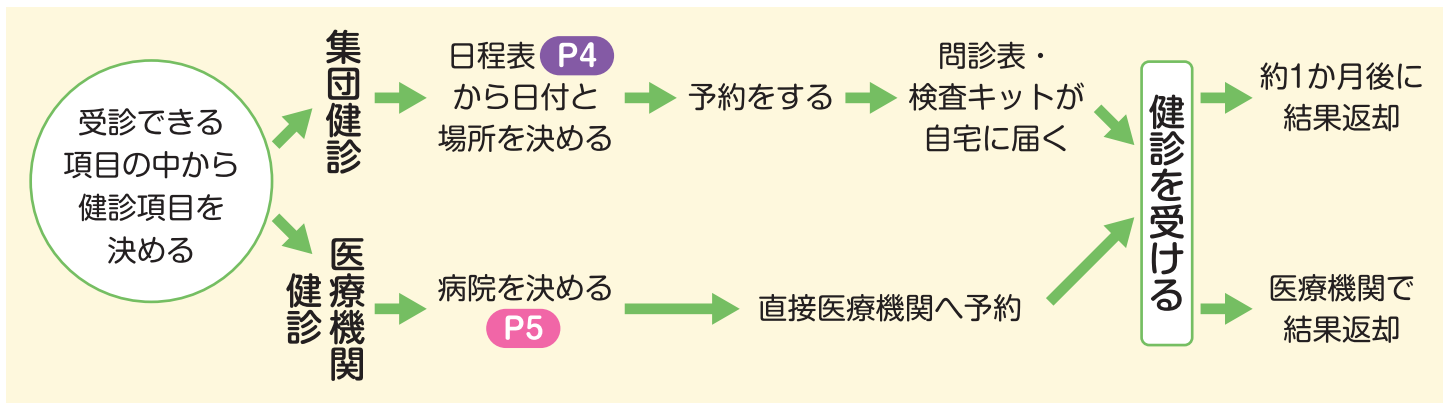 受診できる
項目の中から
健診項目を
決める
集団健診
日程表 P4
から日付と
場所を決める
予約をする
問診表・
検査キットが
自宅に届く
医療機関
健診
病院を決める
P5
直接医療機関へ予約
健診を受ける
約1か月後に
結果返却
医療機関で
結果返却